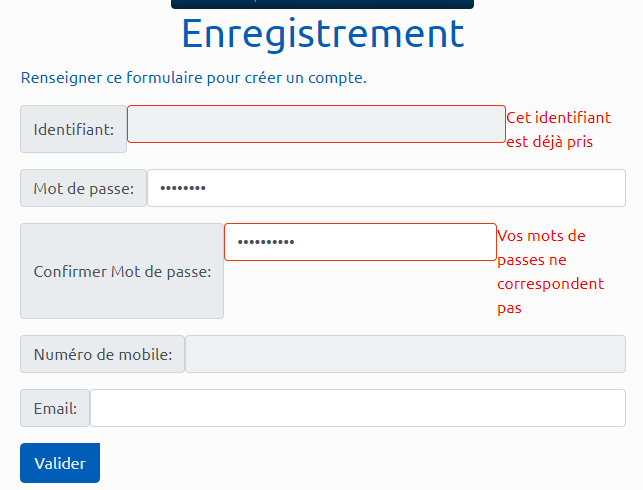 Enregistrement
Renseigner ce formulaire pour créer un compte.
Identifiant:
Cet identifiant
est déjà pris
Mot de passe:
••••••••
Confirmer Mot de passe:
••••••••••
Vos mots de
passes ne
correspondent
pas
Numéro de mobile:
Email:
Valider